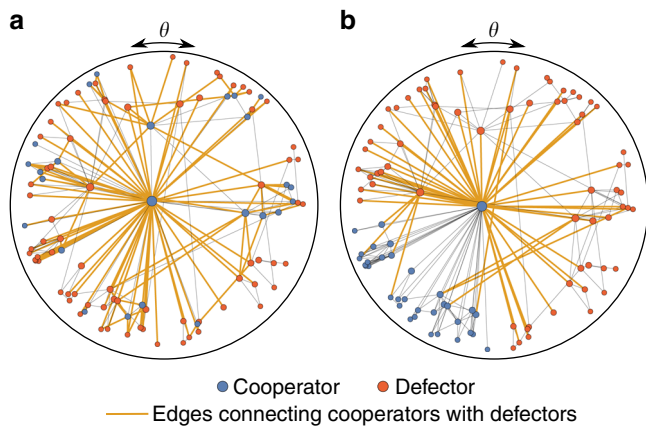 a
b
θ
θ
Cooperator
Defector
Edges connecting cooperators with defectors